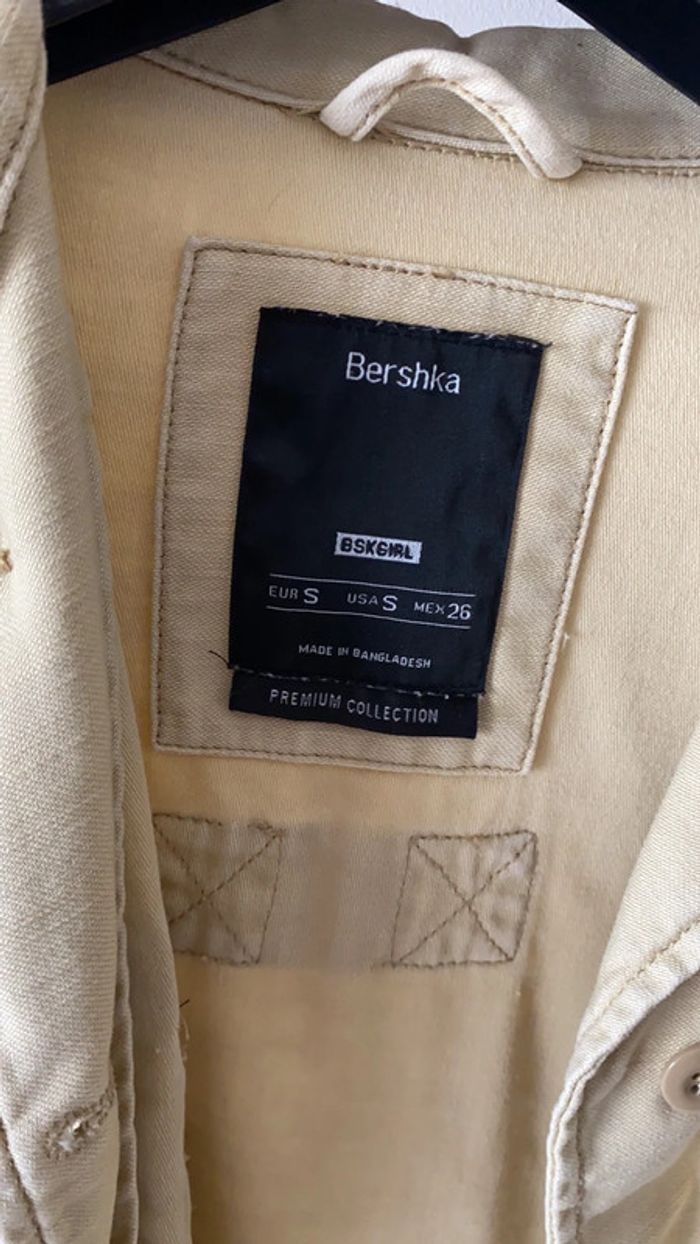 Bershka
BSKGIRL
EUR S USA S MEX 26
MADE IN BANGLADESH
PREMIUM COLLECTION